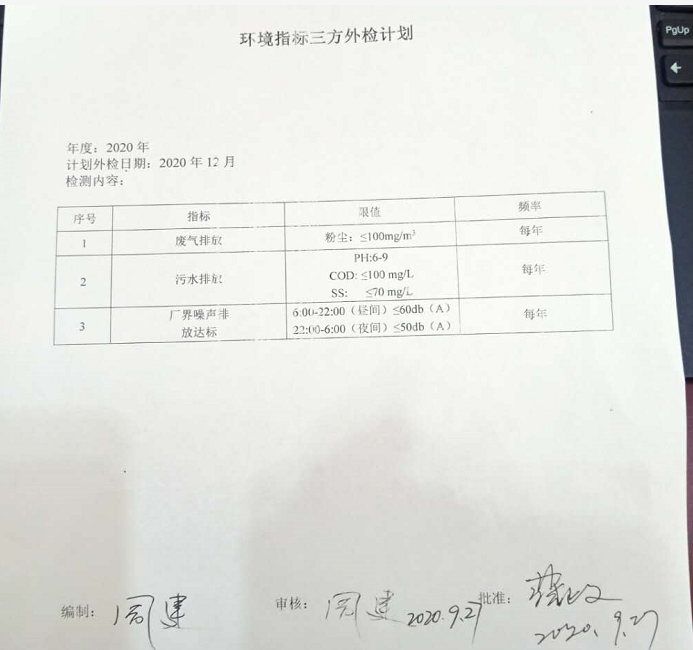 PgUp
环境指标三方外检计划
年度：2020 年
计划外检日期：2020 年 12 月
检测内容：
序号 指标 限值 频率
1 废气排放 粉尘：≤100mg/m³ 每年
2 污水排放 PH:6-9 每年
COD: ≤100 mg/L
SS: ≤70 mg/L
3 厂界噪声排 6:00-22:00（昼间）≤60db（A） 每年
放达标 22:00-6:00（夜间）≤50db（A）
编制： 周建 审核： 周建 2020.9.27 批准：
2020.9.27